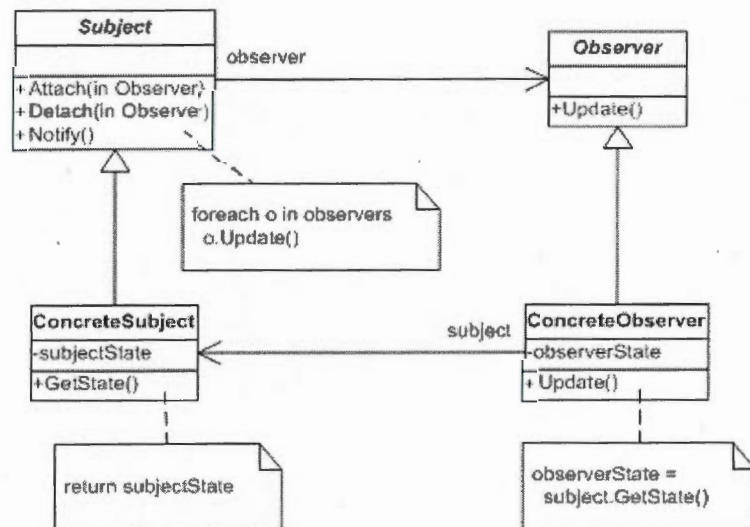 Subject
observer
Observer
+Attach(in Observer)
+Detach(in Observer)
+Notify()
+Update()
foreach o in observers
o.Update()
ConcreteSubject
-subjectState
+GetState()
subject
ConcreteObserver
-observerState
+Update()
return subjectState
observerState =
subject.GetState()